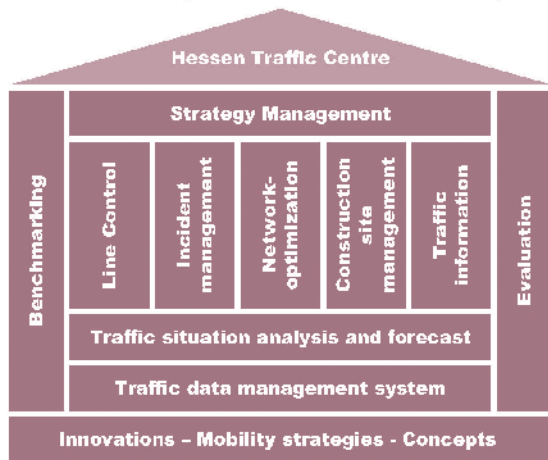 Hessen Traffic Centre
Strategy Management
Benchmarking
Line Control
Incident
management
Network-
optimization
Construction
site
management
Traffic
information
Evaluation
Traffic situation analysis and forecast
Traffic data management system
Innovations – Mobility strategies - Concepts